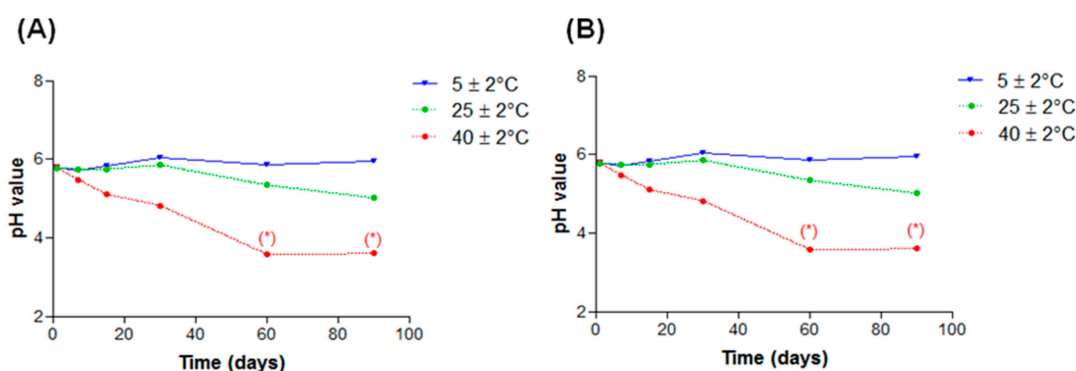 (A)
8
6
4
2
pH value
0 20 40 60 80 100
Time (days)
5 ± 2°C
25 ± 2°C
40 ± 2°C
(*) (*)
(B)
8
6
4
2
pH value
0 20 40 60 80 100
Time (days)
5 ± 2°C
25 ± 2°C
40 ± 2°C
(*) (*)